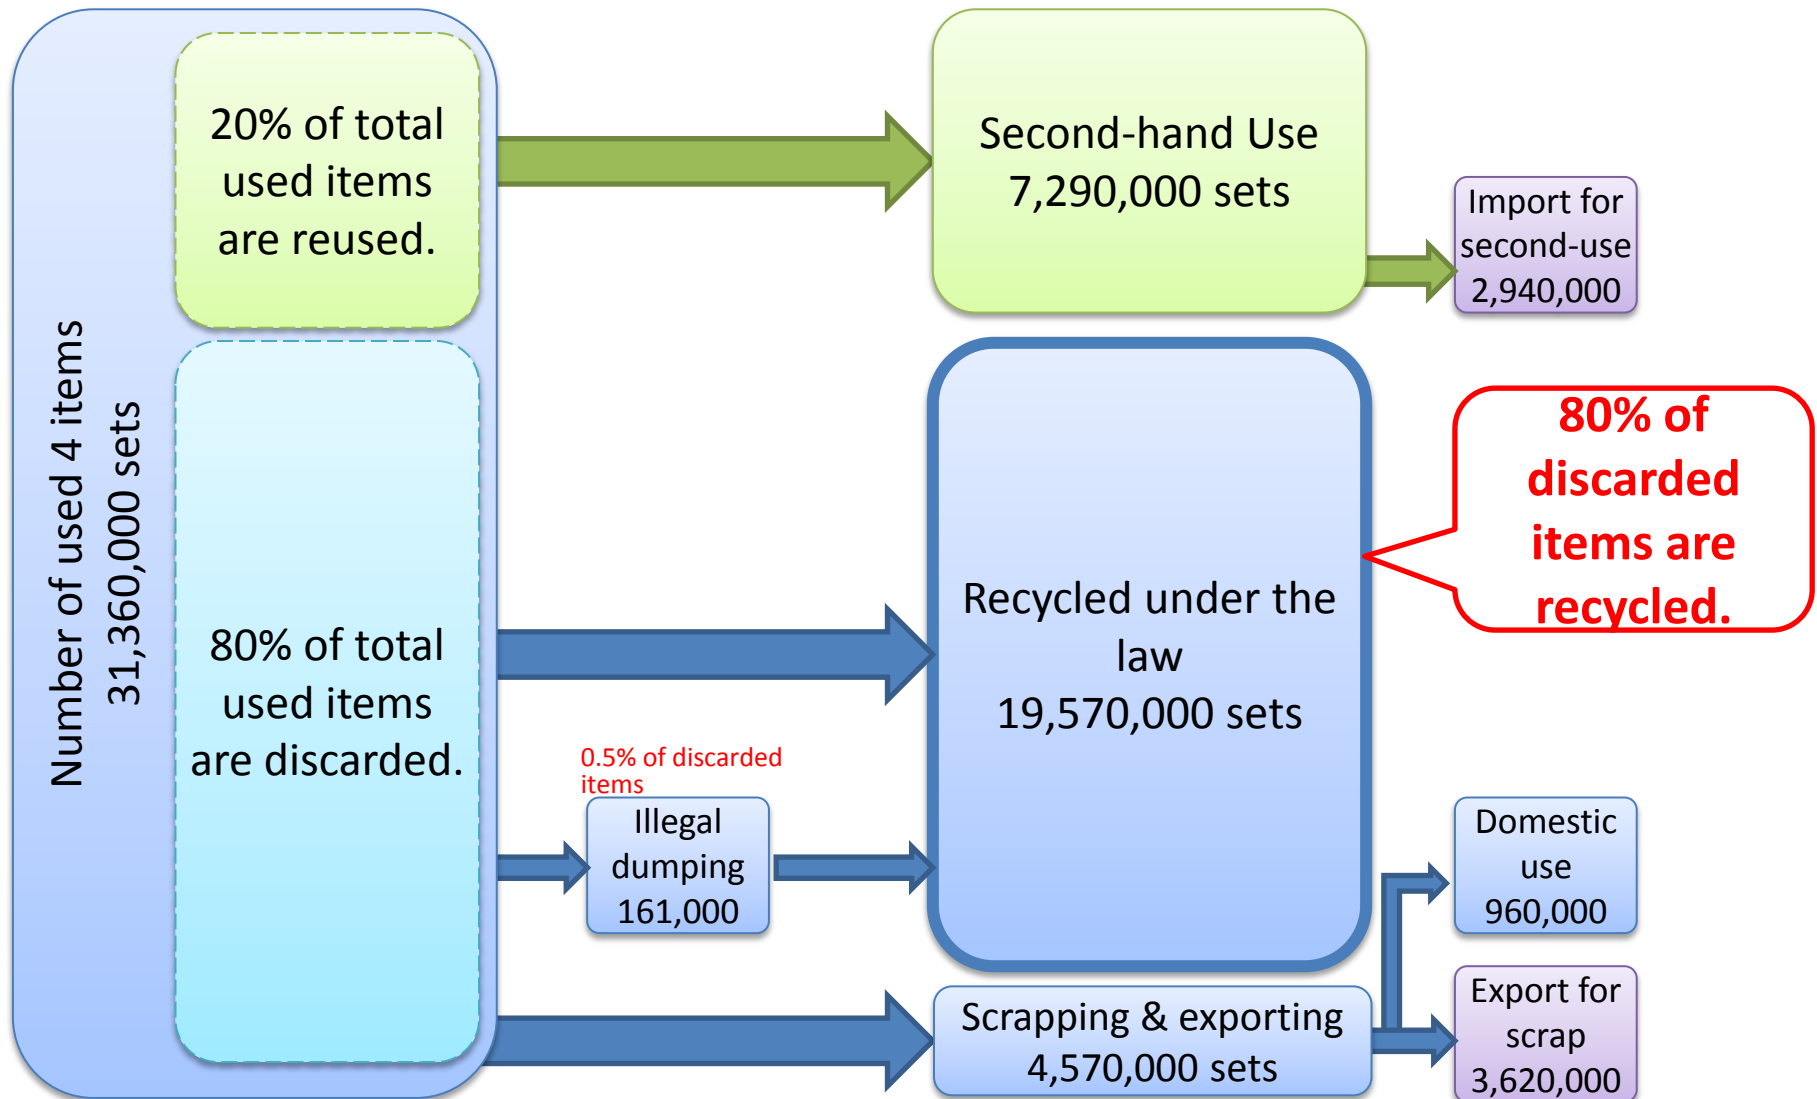 Number of used 4 items
31,360,000 sets
20% of total
used items
are reused.
80% of total
used items
are discarded.
Second-hand Use
7,290,000 sets
Import for
second-use
2,940,000
Recycled under the
law
19,570,000 sets
80% of
discarded
items are
recycled.
0.5% of discarded
items
Illegal
dumping
161,000
Scrapping & exporting
4,570,000 sets
Domestic
use
960,000
Export for
scrap
3,620,000